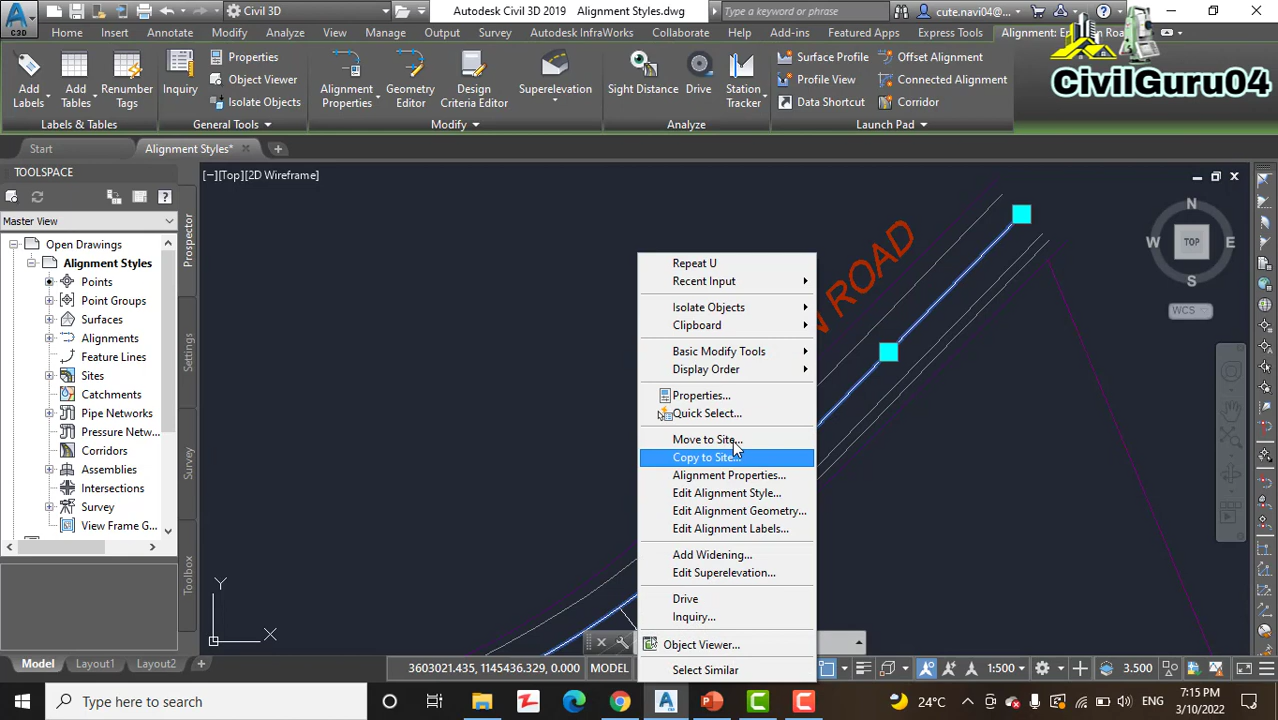 Civil 3D
Autodesk Civil 3D 2019 Alignment Styles.dwg
Type a keyword or phrase
cute.navi04@...
Home Insert Annotate Modify Analyze View Manage Output Survey Autodesk InfraWorks Collaborate Help Add-ins Featured Apps Express Tools
C3D
CivilGuru04
Add Labels
Add Tables
Renumber Tags
Inquiry
Properties
Object Viewer
Isolate Objects
Alignment Properties
Geometry Editor
Design Criteria Editor
Superelevation
Sight Distance
Drive
Station Tracker
Surface Profile
Profile View
Data Shortcut
Offset Alignment
Connected Alignment
Corridor
Labels & Tables
General Tools
Modify
Analyze
Launch Pad
Start
Alignment Styles*
TOOLSPACE
Master View
Open Drawings
Alignment Styles
Points
Point Groups
Surfaces
Alignments
Feature Lines
Sites
Catchments
Pipe Networks
Pressure Netw...
Corridors
Assemblies
Intersections
Survey
View Frame G...
Prospector
Settings
Survey
Toolbox
[−][Top][2D Wireframe]
ROAD
N
W
TOP
E
S
WCS
Repeat U
Recent Input
Isolate Objects
Clipboard
Basic Modify Tools
Display Order
Properties...
Quick Select...
Move to Site...
Copy to Site...
Alignment Properties...
Edit Alignment Style...
Edit Alignment Geometry...
Edit Alignment Labels...
Add Widening...
Edit Superelevation...
Drive
Inquiry...
Object Viewer...
Select Similar
Y
X
Model Layout1 Layout2
3603021.435, 1145436.329, 0.000 MODEL
1:500
3.500
Type here to search
24°C
ENG
7:15 PM
3/10/2022